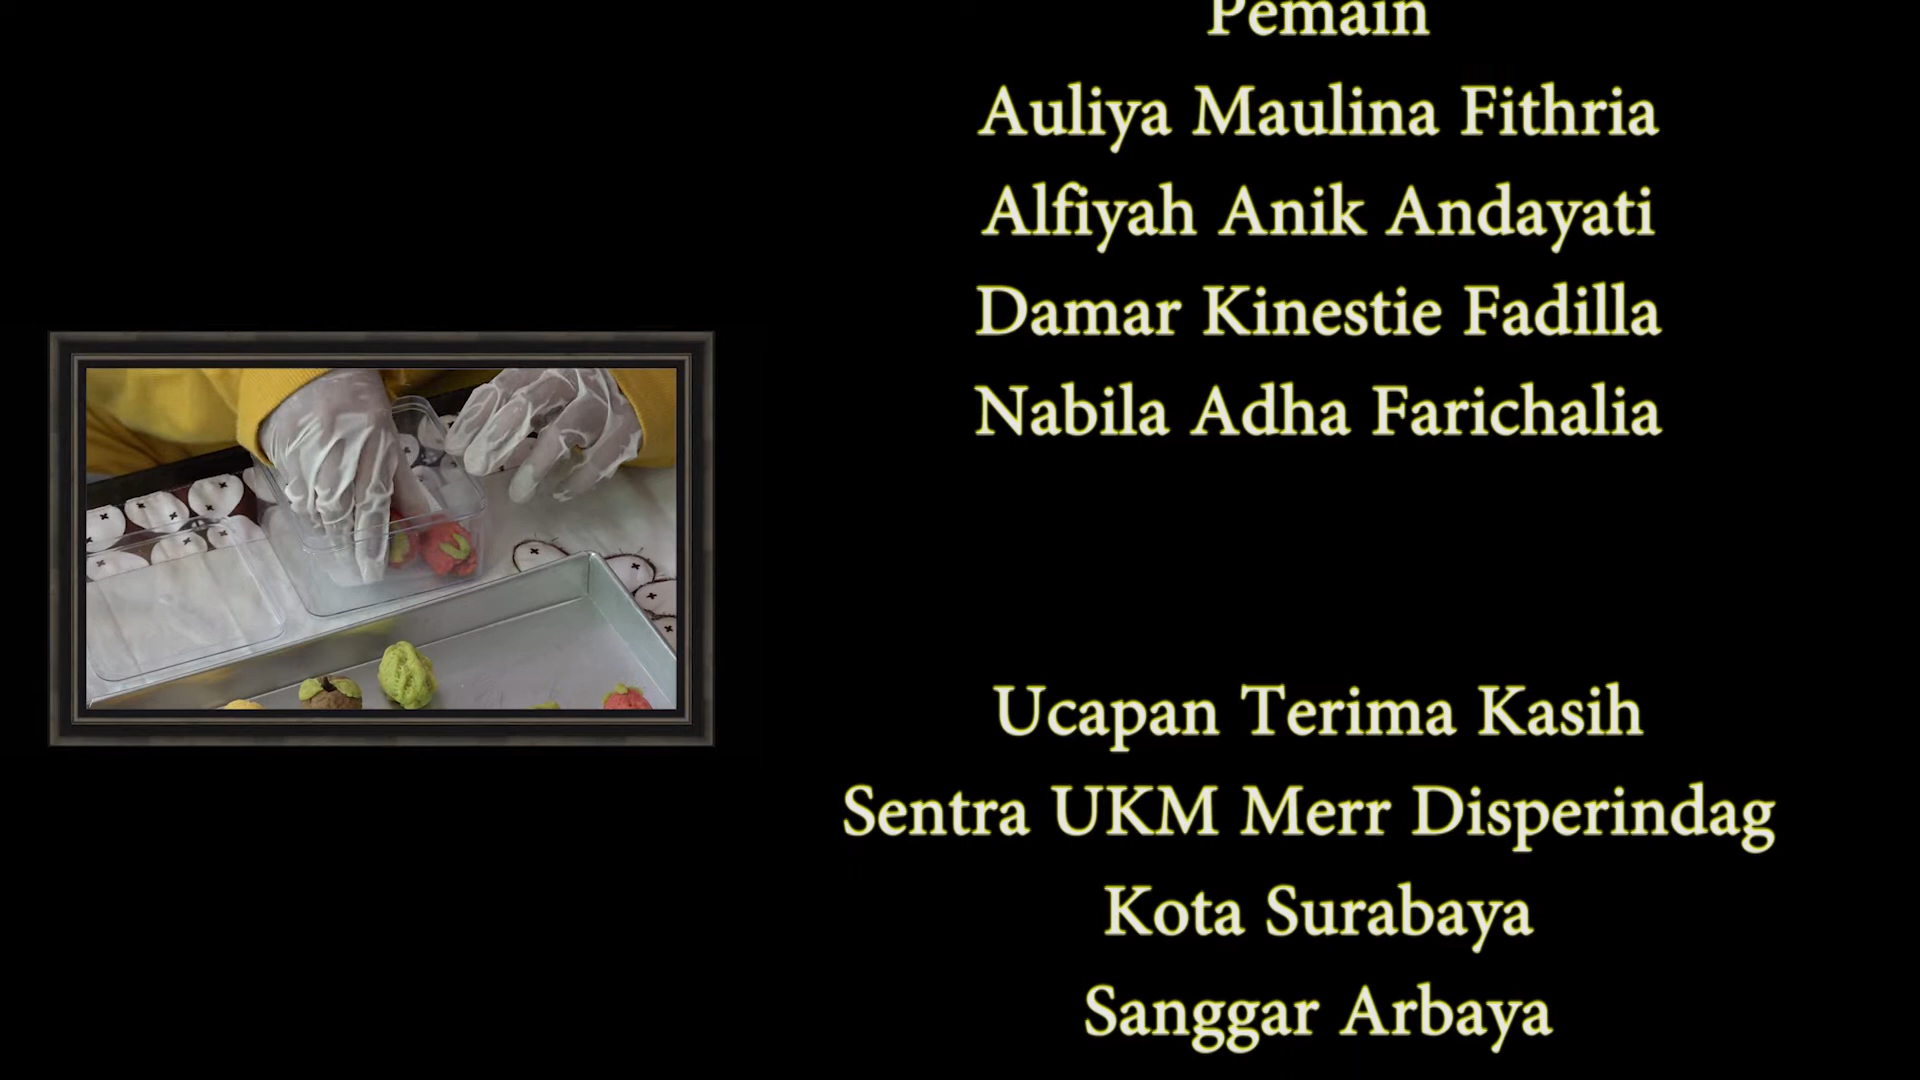 Pemain
Auliya Maulina Fithria
Alfiyah Anik Andayati
Damar Kinestie Fadilla
Nabila Adha Farichalia
Ucapan Terima Kasih
Sentra UKM Merr Disperindag
Kota Surabaya
Sanggar Arbaya